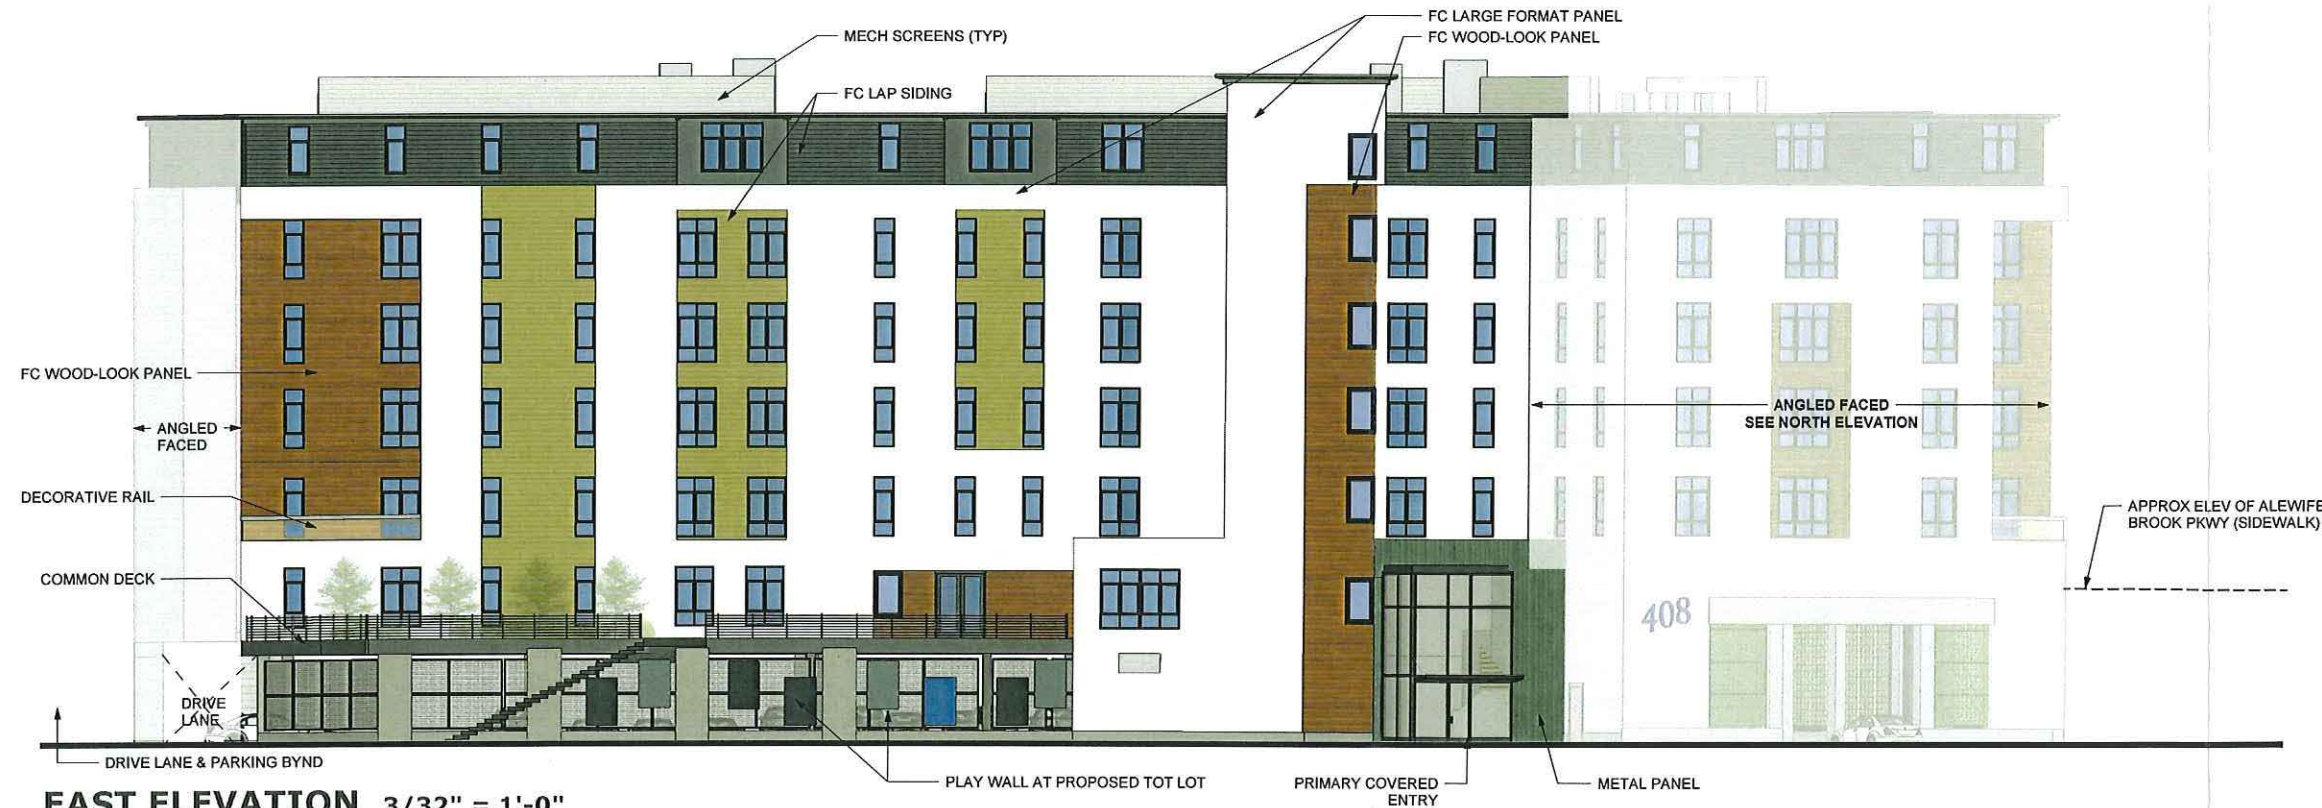 FC LARGE FORMAT PANEL
FC WOOD-LOOK PANEL
MECH SCREENS (TYP)
FC LAP SIDING
FC WOOD-LOOK PANEL
ANGLED
FACED
ANGLED FACED
SEE NORTH ELEVATION
DECORATIVE RAIL
APPROX ELEV OF ALEWIFE
BROOK PKWY (SIDEWALK)
COMMON DECK
408
DRIVE
LANE
DRIVE LANE & PARKING BYND
PLAY WALL AT PROPOSED TOT LOT
PRIMARY COVERED
ENTRY
METAL PANEL
EAST ELEVATION 3/32" = 1'-0"